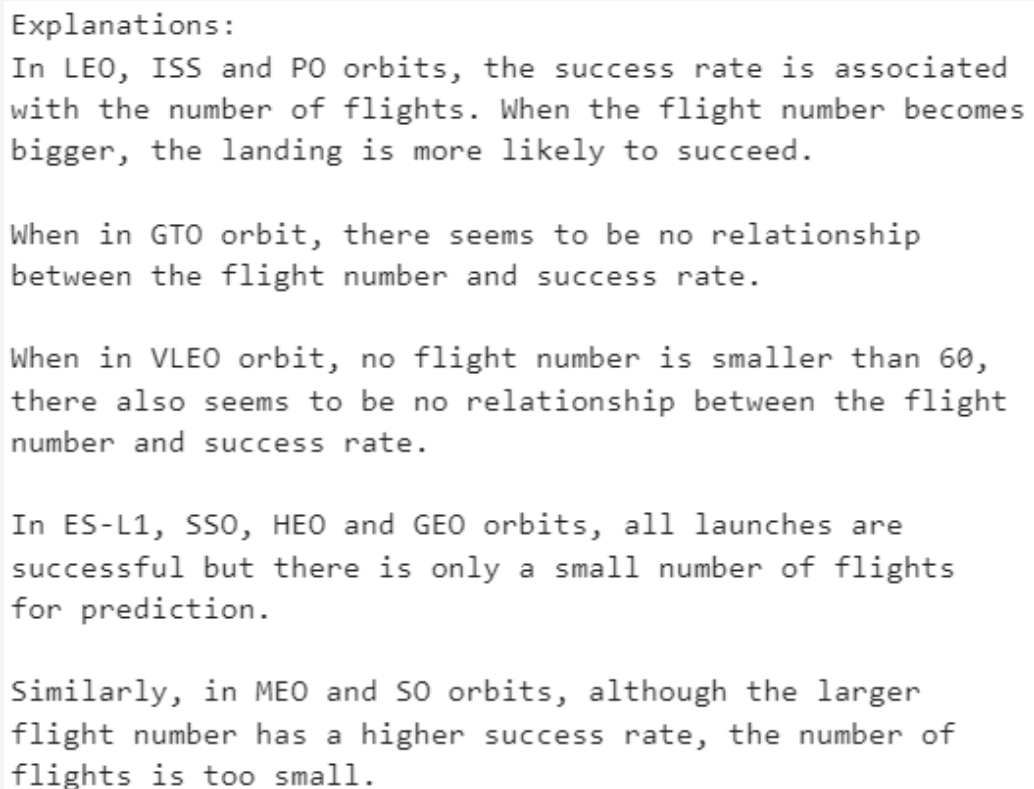 Explanations:
In LEO, ISS and PO orbits, the success rate is associated
with the number of flights. When the flight number becomes
bigger, the landing is more likely to succeed.
When in GTO orbit, there seems to be no relationship
between the flight number and success rate.
When in VLEO orbit, no flight number is smaller than 60,
there also seems to be no relationship between the flight
number and success rate.
In ES-L1, SSO, HEO and GEO orbits, all launches are
successful but there is only a small number of flights
for prediction.
Similarly, in MEO and SO orbits, although the larger
flight number has a higher success rate, the number of
flights is too small.